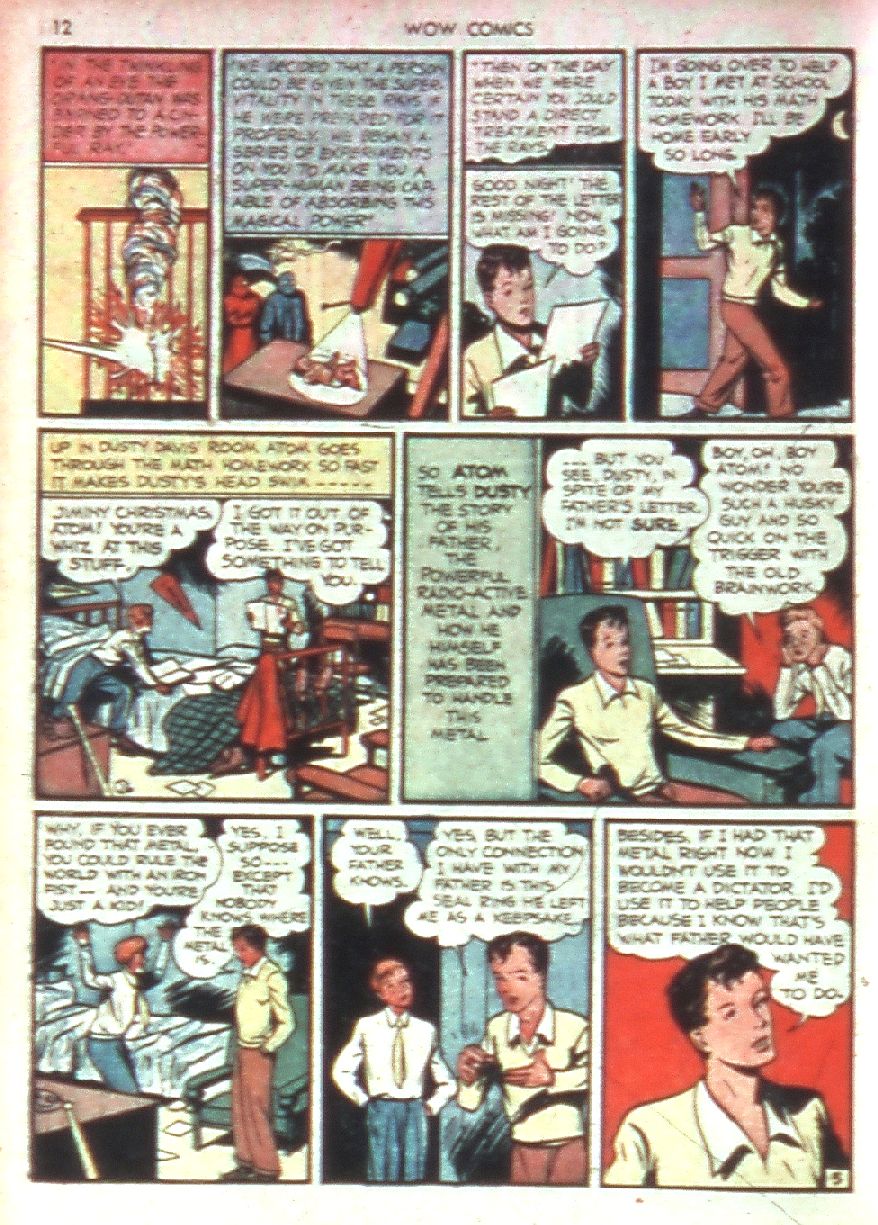 12
WOW COMICS
IN THE TWINKLING
OF AN EYE THE
ORANG-OUTAN WAS
BURNED TO A CIN-
DER BY THE POWER-
FUL RAY."
"WE DECIDED THAT A PERSON
COULD BE GIVEN THE SUPER
VITALITY IN THESE RAYS IF
HE WERE PREPARED FOR IT
PROPERLY. WE BEGAN A
SERIES OF EXPERIMENTS
ON YOU TO MAKE YOU A
SUPER-HUMAN BEING CAP-
ABLE OF ABSORBING THIS
MAGICAL POWER"
"THEN ON THE DAY
WHEN WE WERE
CERTAIN YOU COULD
STAND A DIRECT
TREATMENT FROM
THE RAYS
GOOD NIGHT! THE
REST OF THE LETTER
IS MISSING! NOW
WHAT AM I GOING
TO DO?
I'M GOING OVER TO HELP
A BOY I MET AT SCHOOL
TODAY WITH HIS MATH
HOMEWORK. I'LL BE
HOME EARLY
SO LONG.
UP IN DUSTY DAVIS' ROOM, ATOM GOES
THROUGH THE MATH HOMEWORK SO FAST
IT MAKES DUSTY'S HEAD SWIM -----
JIMINY CHRISTMAS,
ATOM! YOU'RE A
WHIZ AT THIS
STUFF.
I GOT IT OUT OF
THE WAY ON PUR-
POSE. I'VE GOT
SOMETHING TO TELL
YOU.
SO ATOM
TELLS DUSTY
THE STORY
OF HIS
FATHER,
THE
POWERFUL
RADIO-ACTIVE
METAL, AND
HOW HE
HIMSELF
HAS BEEN
PREPARED
TO HANDLE
THIS
METAL
... BUT YOU
SEE, DUSTY, IN
SPITE OF MY
FATHER'S LETTER,
I'M NOT SURE.
BOY, OH, BOY
ATOM! NO
WONDER YOU'RE
SUCH A HUSKY
GUY AND SO
QUICK ON THE
TRIGGER WITH
THE OLD
BRAINWORK.
WHY, IF YOU EVER
FOUND THAT METAL,
YOU COULD RULE THE
WORLD WITH AN IRON
FIST -- AND YOU'RE
JUST A KID!
YES, I
SUPPOSE
SO---
EXCEPT
THAT
NOBODY
KNOWS WHERE
THE
METAL
IS.
WELL,
YOUR
FATHER
KNOWS.
YES, BUT THE
ONLY CONNECTION
I HAVE WITH MY
FATHER IS THIS
SEAL RING HE LEFT
ME AS A KEEPSAKE.
BESIDES, IF I HAD THAT
METAL RIGHT NOW I
WOULDN'T USE IT TO
BECOME A DICTATOR. I'D
USE IT TO HELP PEOPLE
BECAUSE I KNOW THAT'S
WHAT FATHER WOULD HAVE
WANTED
ME
TO DO.
5